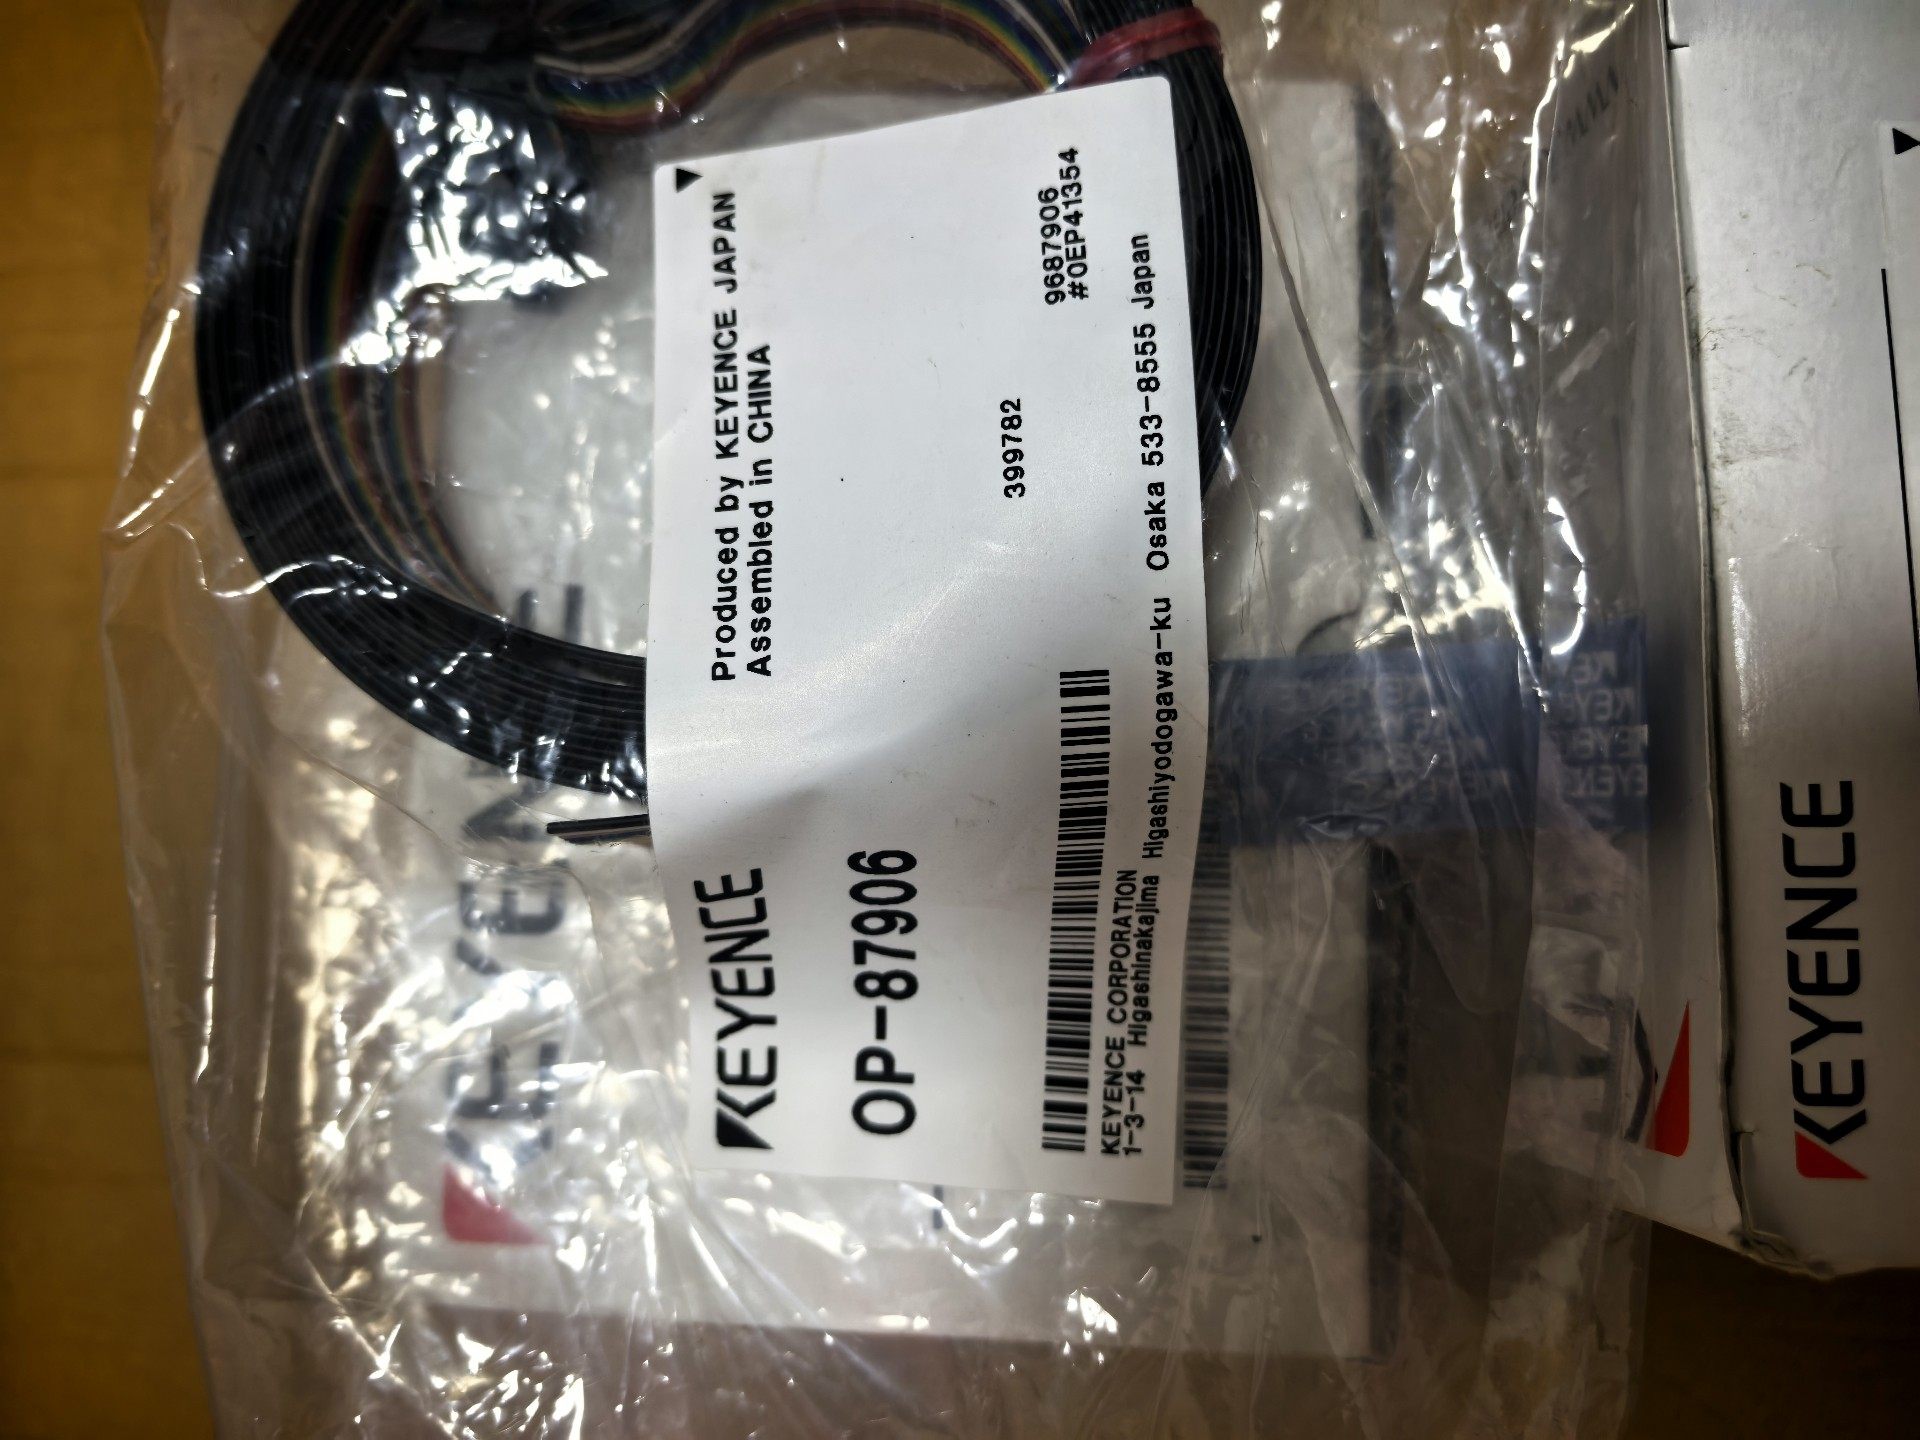 KEYENCE
Produced by KEYENCE JAPAN
Assembled in CHINA
OP-87906
399782
9687906
#0EP41354
KEYENCE CORPORATION
1-3-14 Higashinakajima Higashiyodogawa-ku Osaka 533-8555 Japan
KEYENCE
KEYENCE